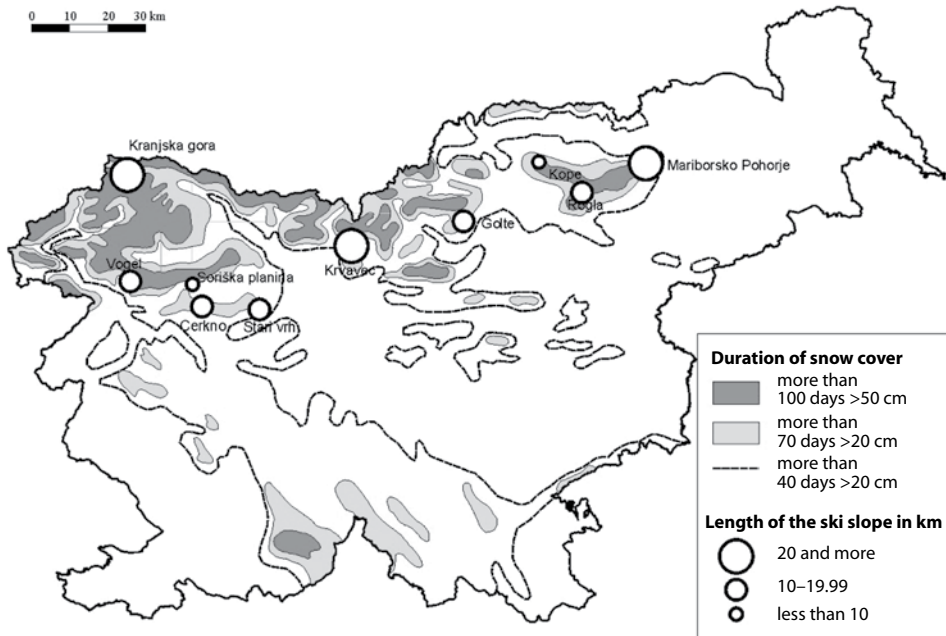 0 10 20 30 km
Kranjska gora
Mariborsko Pohorje
Kope
Rogla
Golte
Krvavec
Vogel
Soriška planina
Cerkno
Stari vrh
Duration of snow cover
more than
100 days >50 cm
more than
70 days >20 cm
more than
40 days >20 cm
Length of the ski slope in km
20 and more
10–19.99
less than 10